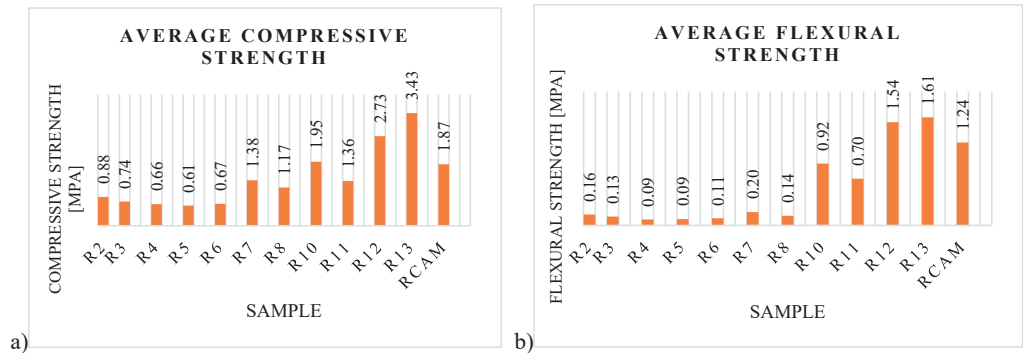 AVERAGE COMPRESSIVE
STRENGTH
COMPRESSIVE STRENGTH
[MPA]
0.88
0.74
0.66
0.61
0.67
1.38
1.17
1.95
1.36
2.73
3.43
1.87
R2
R3
R4
R5
R6
R7
R8
R10
R11
R12
R13
RCAM
SAMPLE
a)
AVERAGE FLEXURAL
STRENGTH
FLEXURAL STRENGTH [MPA]
0.16
0.13
0.09
0.09
0.11
0.20
0.14
0.92
0.70
1.54
1.61
1.24
R2
R3
R4
R5
R6
R7
R8
R10
R11
R12
R13
RCAM
SAMPLE
b)